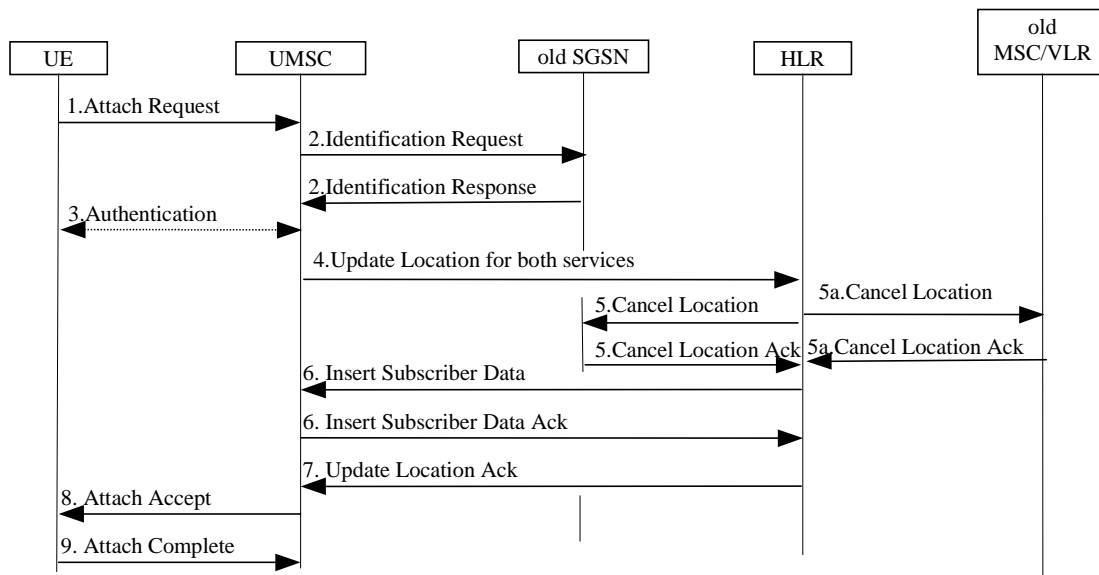 old
MSC/VLR
UE
UMSC
old SGSN
HLR
1.Attach Request
2.Identification Request
2.Identification Response
3.Authentication
4.Update Location for both services
5a.Cancel Location
5.Cancel Location
5.Cancel Location Ack
5a.Cancel Location Ack
6. Insert Subscriber Data
6. Insert Subscriber Data Ack
7. Update Location Ack
8. Attach Accept
9. Attach Complete